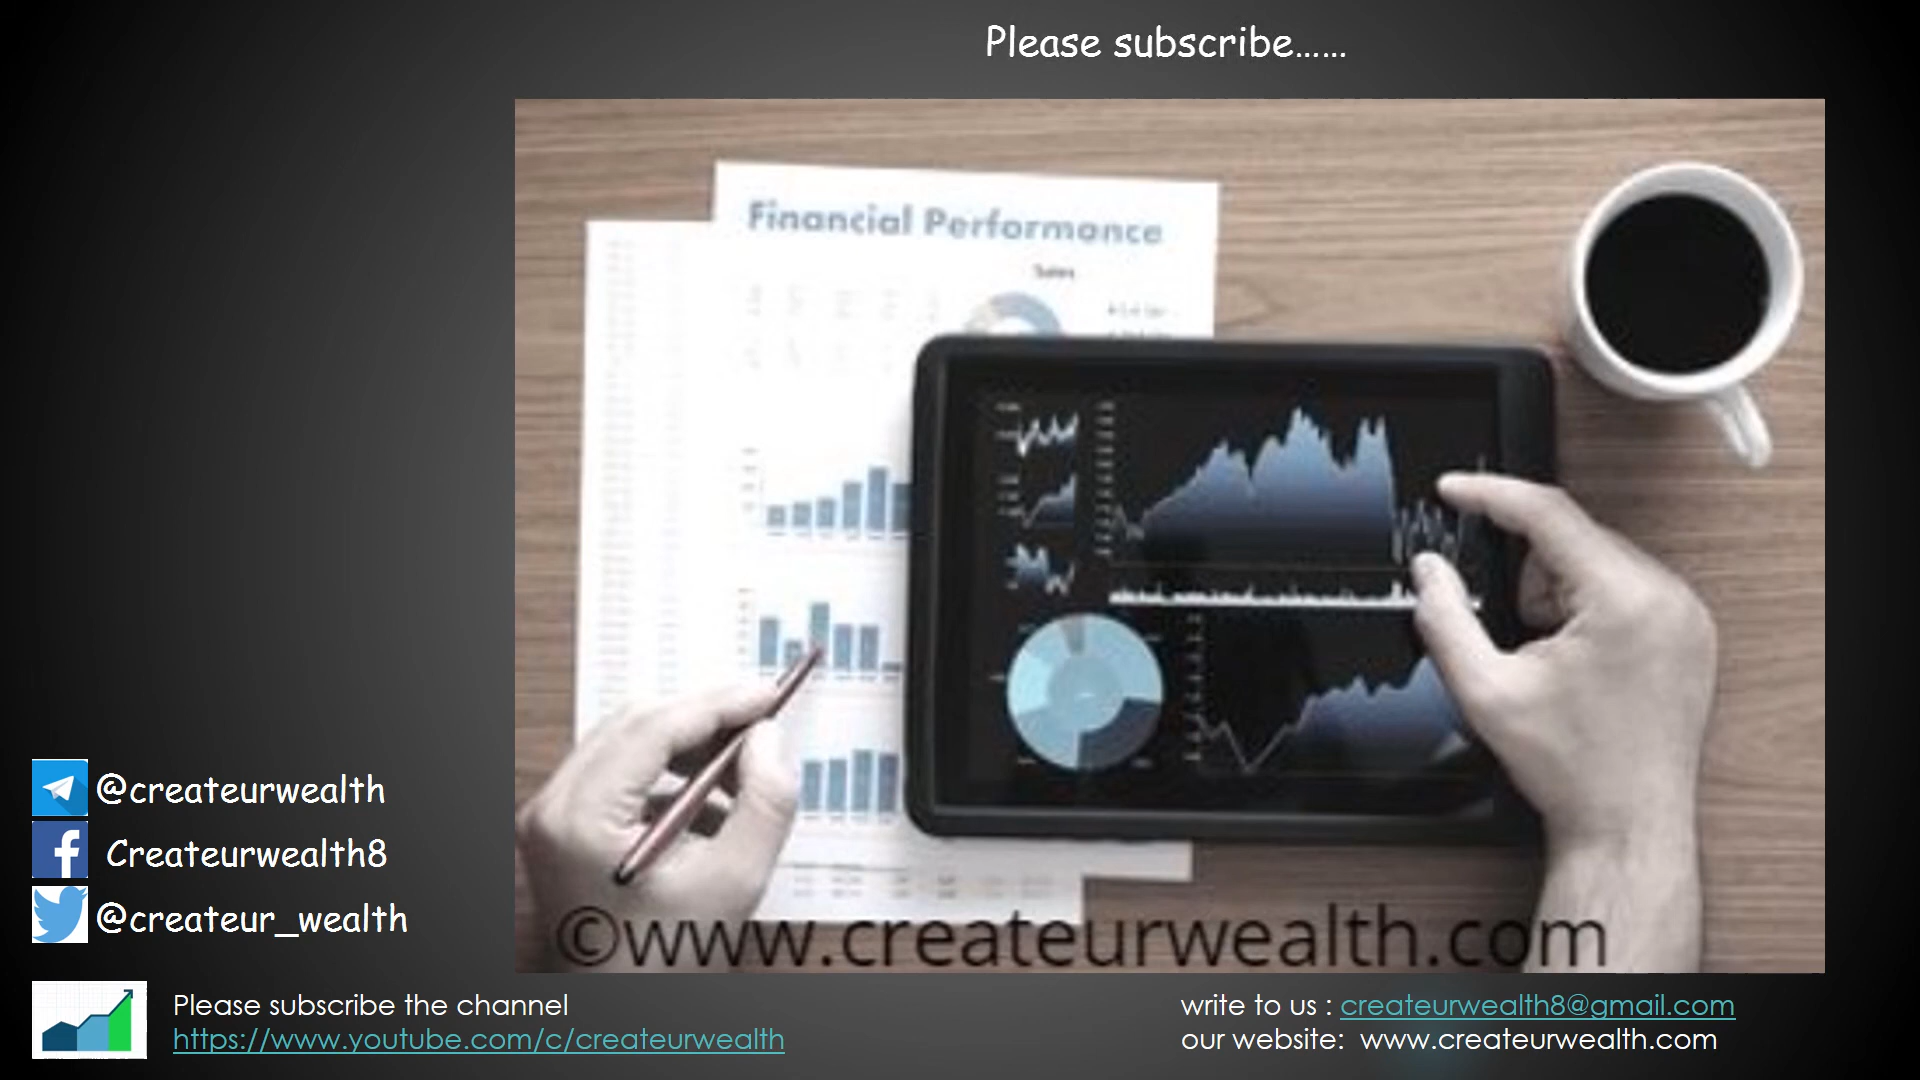 Please subscribe......
Financial Performance
Sales
@createurwealth
Createurwealth8
@createur_wealth
©www.createurwealth.com
Please subscribe the channel
https://www.youtube.com/c/createurwealth
write to us : createurwealth8@gmail.com
our website: www.createurwealth.com